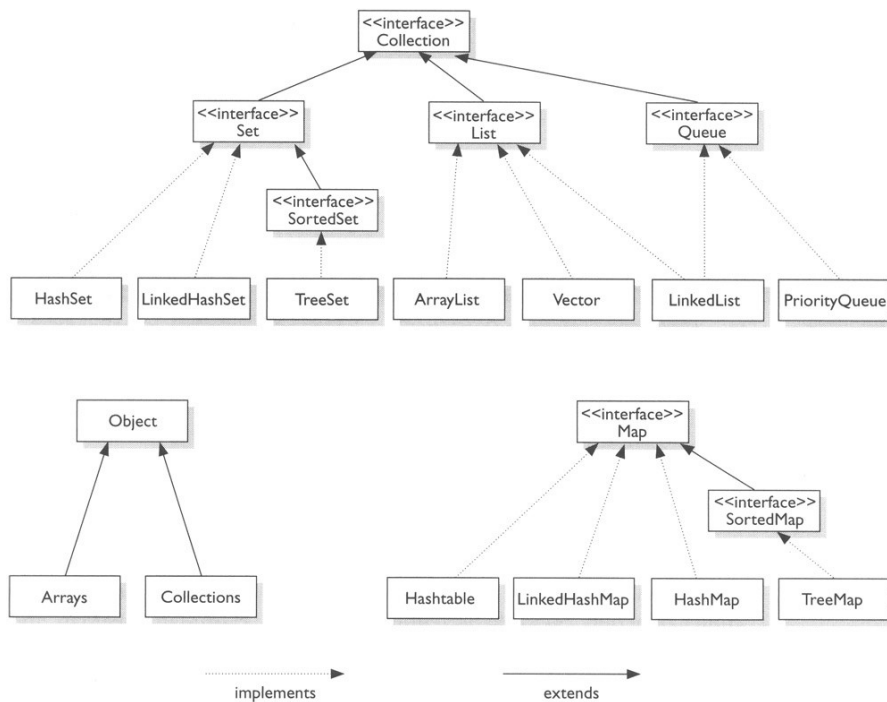 <<interface>>
Collection
<<interface>>
Set
<<interface>>
List
<<interface>>
Queue
<<interface>>
SortedSet
HashSet
LinkedHashSet
TreeSet
ArrayList
Vector
LinkedList
PriorityQueue
Object
<<interface>>
Map
<<interface>>
SortedMap
Arrays
Collections
Hashtable
LinkedHashMap
HashMap
TreeMap
implements
extends